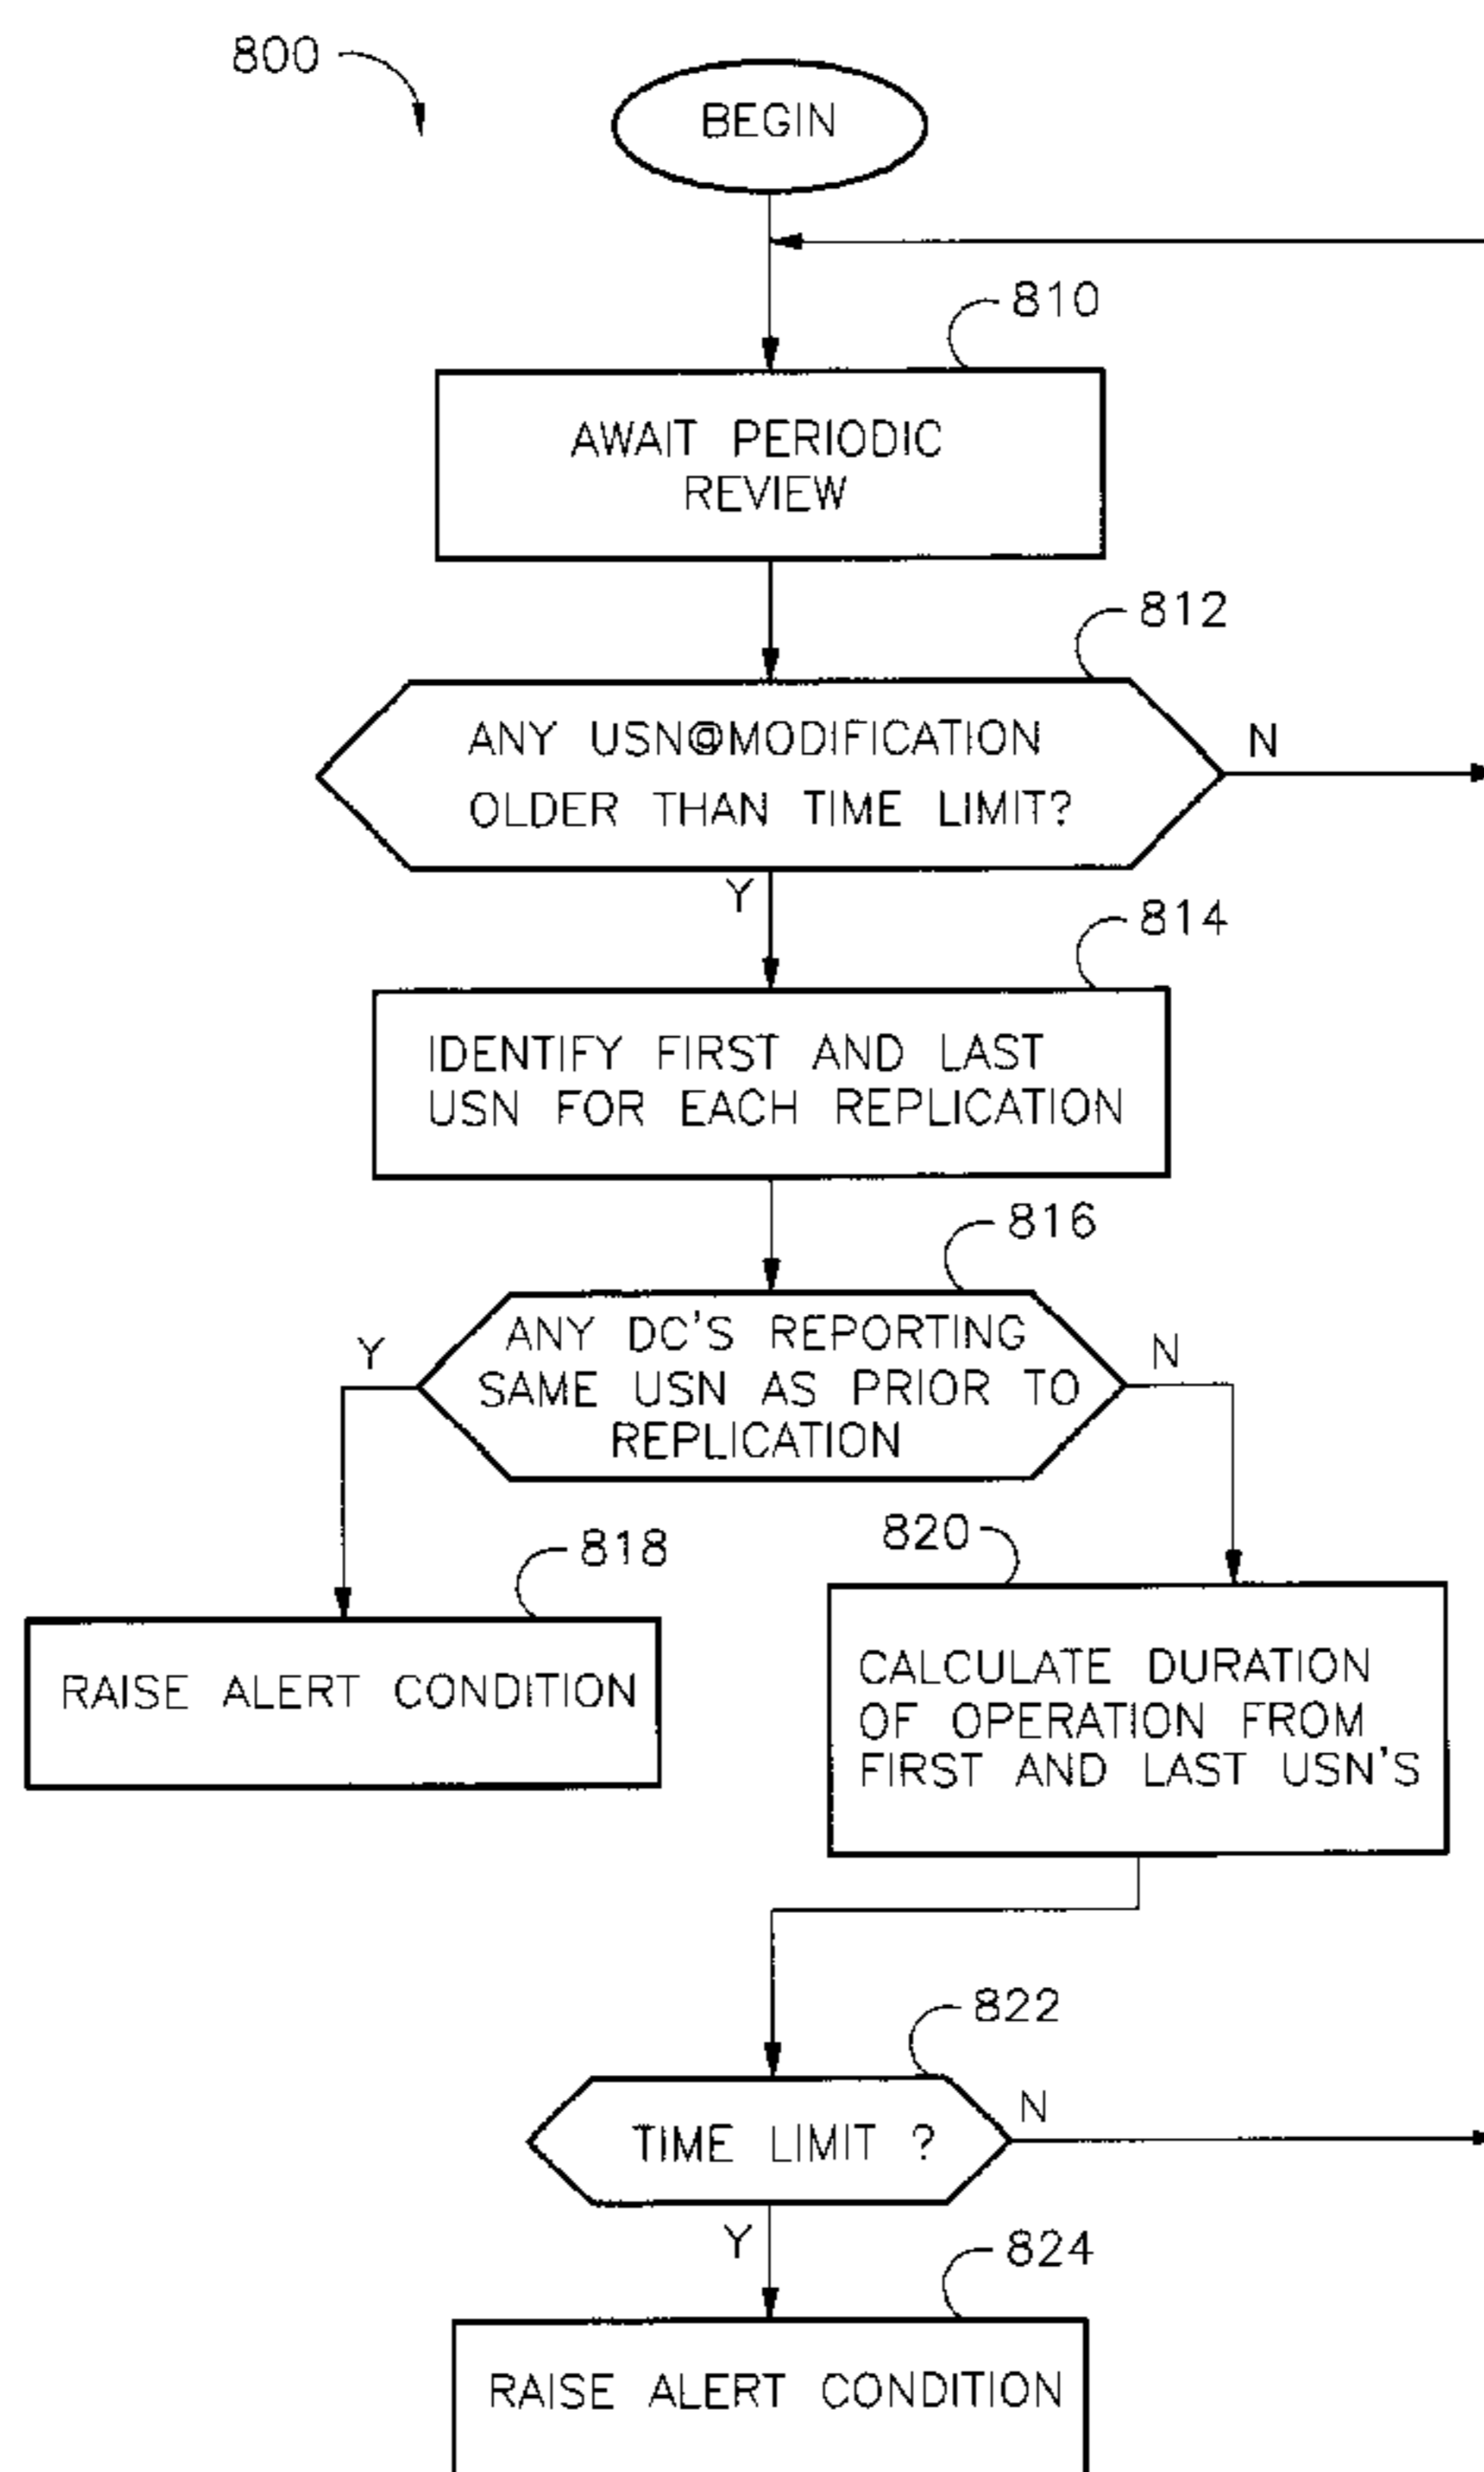 800
BEGIN
810
AWAIT PERIODIC
REVIEW
812
ANY USN@MODIFICATION
OLDER THAN TIME LIMIT?
N
Y
814
IDENTIFY FIRST AND LAST
USN FOR EACH REPLICATION
816
ANY DC'S REPORTING
SAME USN AS PRIOR TO
REPLICATION
Y
N
818
RAISE ALERT CONDITION
820
CALCULATE DURATION
OF OPERATION FROM
FIRST AND LAST USN'S
822
TIME LIMIT ?
N
Y
824
RAISE ALERT CONDITION